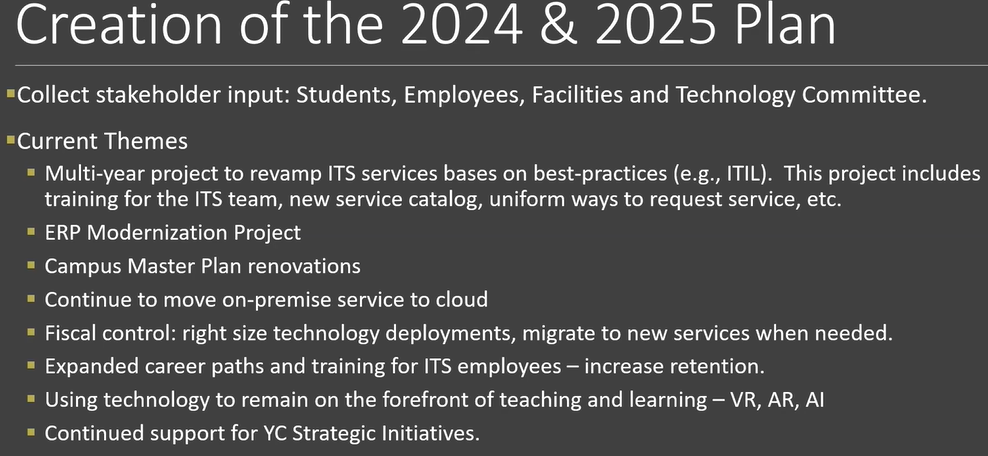 Creation of the 2024 & 2025 Plan
Collect stakeholder input: Students, Employees, Facilities and Technology Committee.
Current Themes
Multi-year project to revamp ITS services bases on best-practices (e.g., ITIL).  This project includes
training for the ITS team, new service catalog, uniform ways to request service, etc.
ERP Modernization Project
Campus Master Plan renovations
Continue to move on-premise service to cloud
Fiscal control: right size technology deployments, migrate to new services when needed.
Expanded career paths and training for ITS employees – increase retention.
Using technology to remain on the forefront of teaching and learning – VR, AR, AI
Continued support for YC Strategic Initiatives.